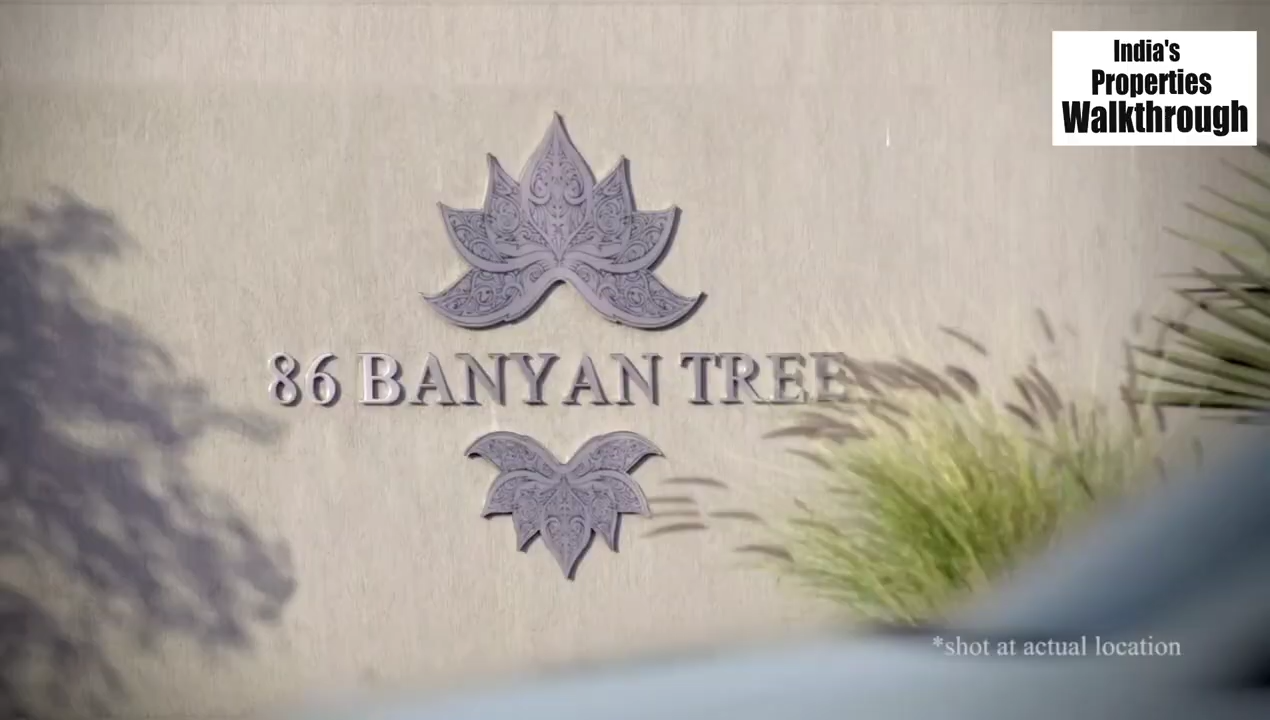 India's
Properties
Walkthrough
86 BANYAN TREE
*shot at actual location